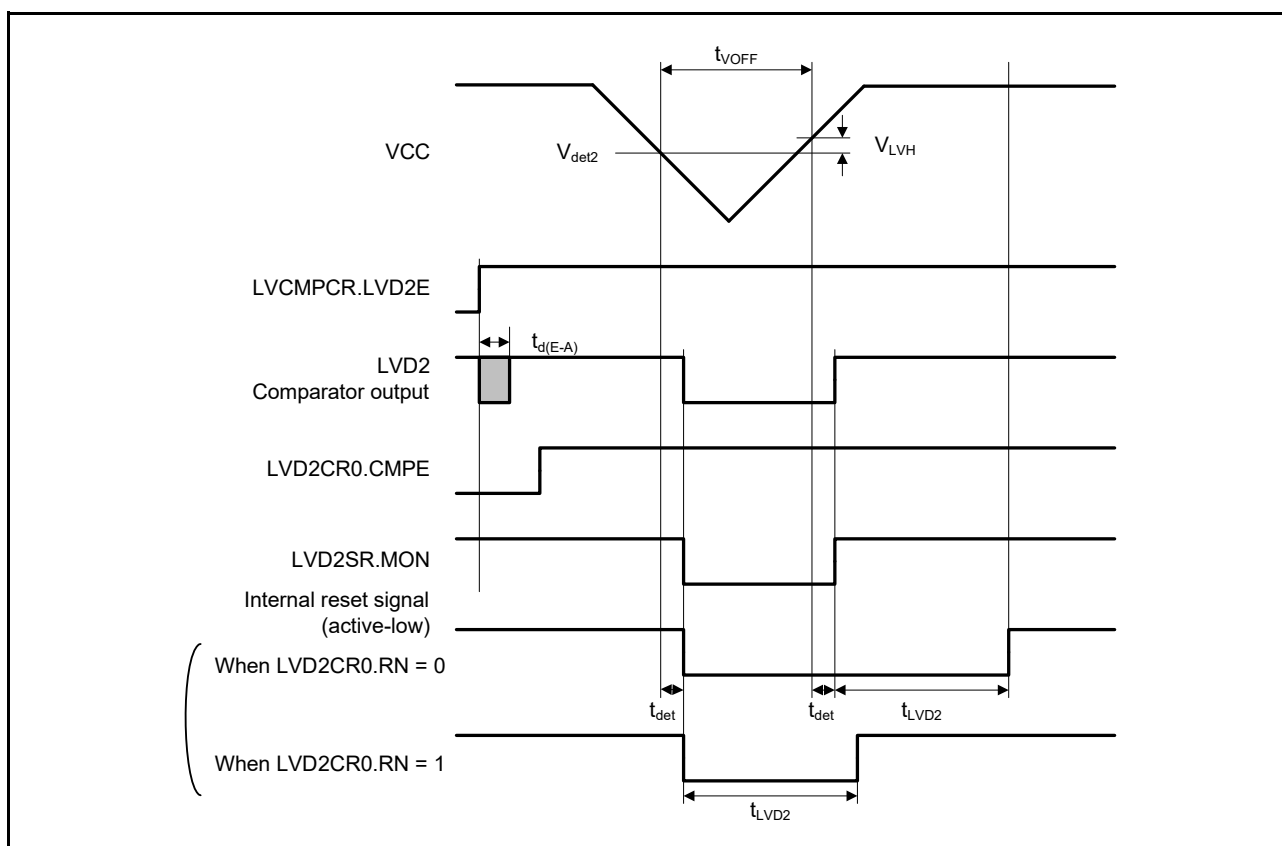 tVOFF
VCC
Vdet2
VLVH
LVCMPCR.LVD2E
td(E-A)
LVD2
Comparator output
LVD2CR0.CMPE
LVD2SR.MON
Internal reset signal
(active-low)
When LVD2CR0.RN = 0
tdet
tdet
tLVD2
When LVD2CR0.RN = 1
tLVD2